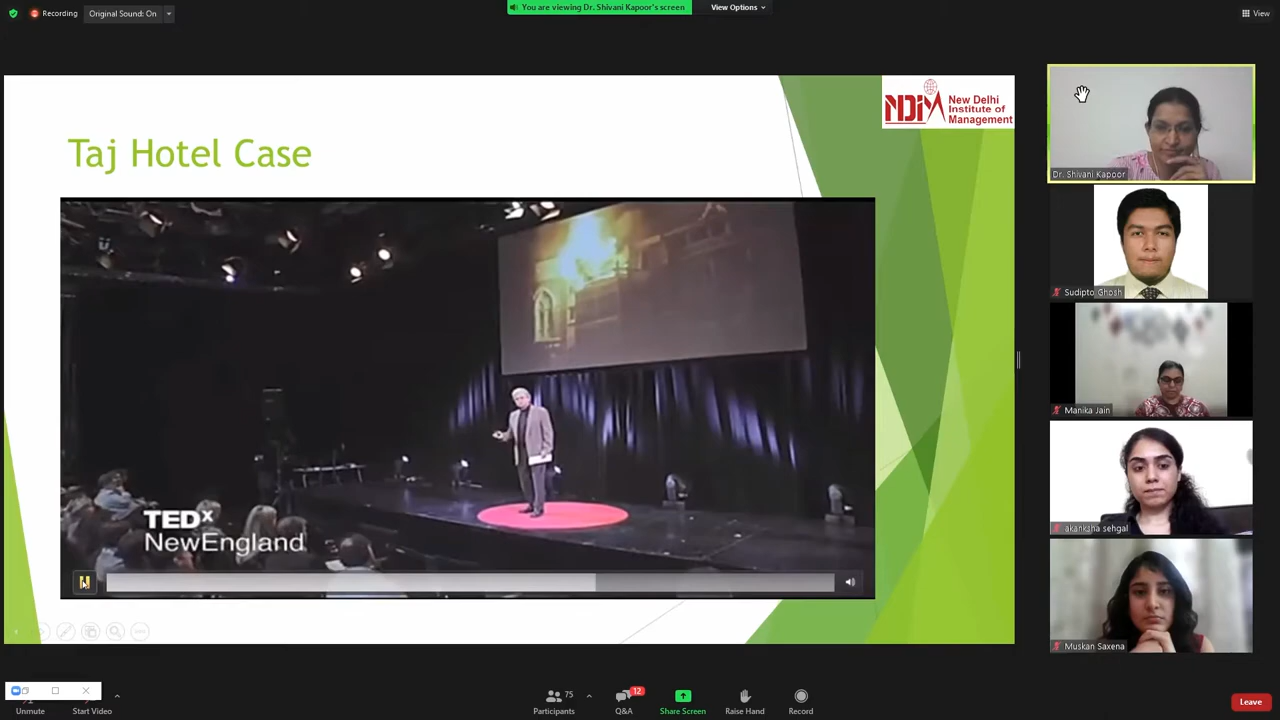 Recording
Original Sound: On
You are viewing Dr. Shivani Kapoor's screen
View Options
View
NDIM
New Delhi
Institute of
Management
Taj Hotel Case
TEDx
NewEngland
Dr. Shivani Kapoor
Sudipto Ghosh
Manika Jain
akanksha sehgal
Muskan Saxena
Unmute
Start Video
75
Participants
12
Q&A
Share Screen
Raise Hand
Record
Leave